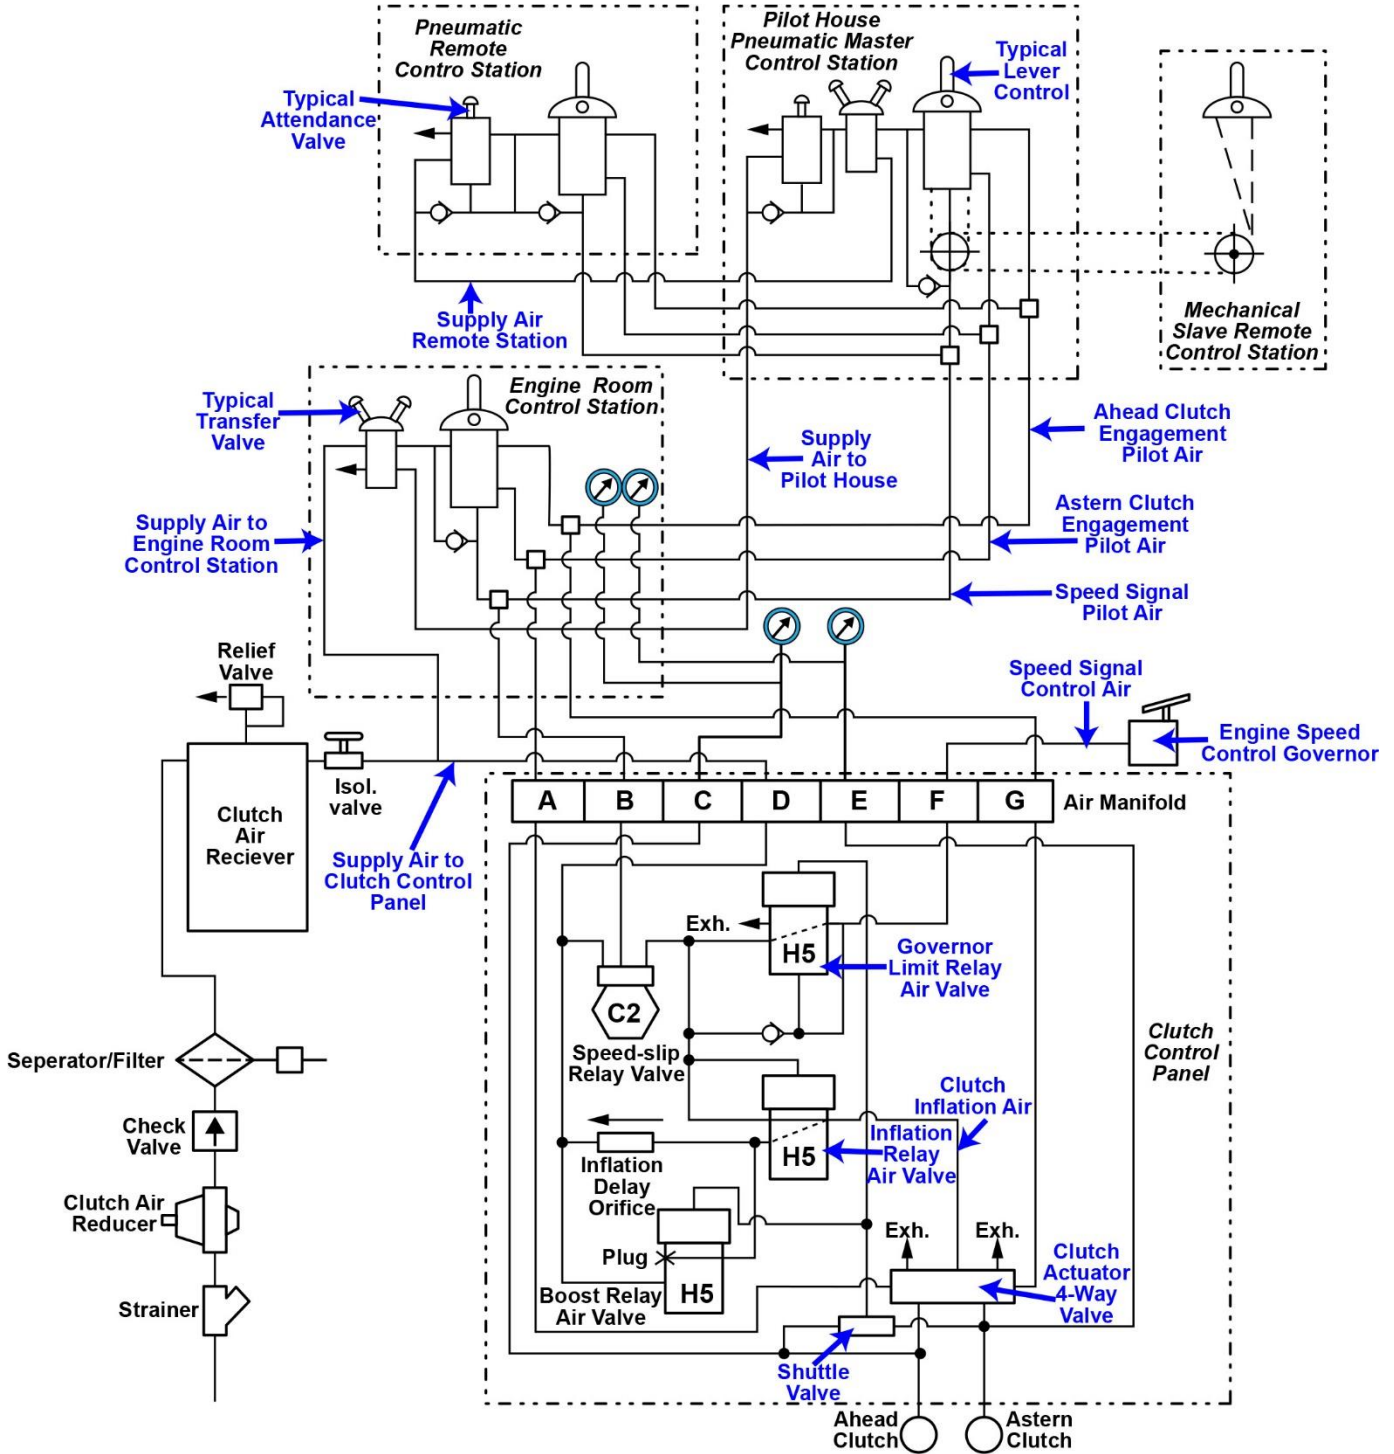 Pneumatic
Remote
Contro Station
Pilot House
Pneumatic Master
Control Station
Typical
Lever
Control
Typical
Attendance
Valve
Supply Air
Remote Station
Mechanical
Slave Remote
Control Station
Typical
Transfer
Valve
Engine Room
Control Station
Supply
Air to
Pilot House
Ahead Clutch
Engagement
Pilot Air
Supply Air to
Engine Room
Control Station
Astern Clutch
Engagement
Pilot Air
Speed Signal
Pilot Air
Relief
Valve
Speed Signal
Control Air
Engine Speed
Control Governor
Isol.
valve
Clutch
Air
Reciever
A B C D E F G
Air Manifold
Supply Air to
Clutch Control
Panel
Exh.
H5
Governor
Limit Relay
Air Valve
C2
Speed-slip
Relay Valve
Clutch
Control
Panel
Seperator/Filter
Check
Valve
Clutch
Inflation Air
Inflation
Relay
Air Valve
H5
Inflation
Delay
Orifice
Clutch Air
Reducer
Plug
H5
Boost Relay
Air Valve
Exh.
Exh.
Clutch
Actuator
4-Way
Valve
Strainer
Shuttle
Valve
Ahead
Clutch
Astern
Clutch